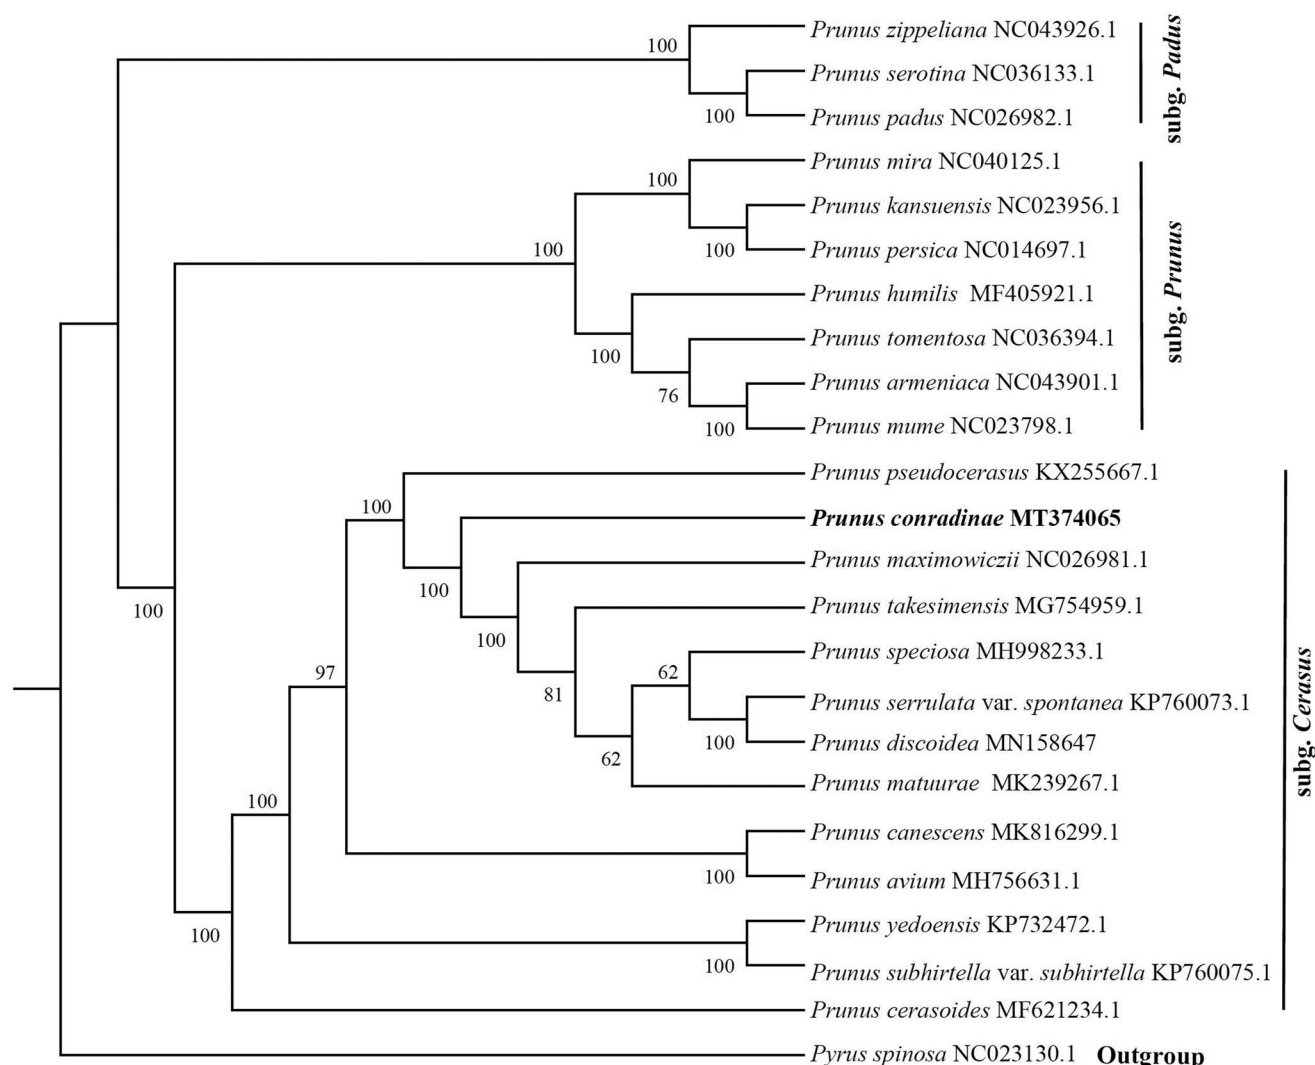 Prunus zippeliana NC043926.1
100
Prunus serotina NC036133.1
100
Prunus padus NC026982.1
subg. Padus
Prunus mira NC040125.1
100
Prunus kansuensis NC023956.1
100
Prunus persica NC014697.1
100
Prunus humilis MF405921.1
100
Prunus tomentosa NC036394.1
76
Prunus armeniaca NC043901.1
100
Prunus mume NC023798.1
subg. Prunus
Prunus pseudocerasus KX255667.1
100
Prunus conradinae MT374065
100
Prunus maximowiczii NC026981.1
100
Prunus takesimensis MG754959.1
100
81
Prunus speciosa MH998233.1
62
Prunus serrulata var. spontanea KP760073.1
97
100
Prunus discoidea MN158647
62
Prunus matuurae MK239267.1
100
Prunus canescens MK816299.1
100
Prunus avium MH756631.1
Prunus yedoensis KP732472.1
100
100
Prunus subhirtella var. subhirtella KP760075.1
Prunus cerasoides MF621234.1
subg. Cerasus
Pyrus spinosa NC023130.1 Outgroup